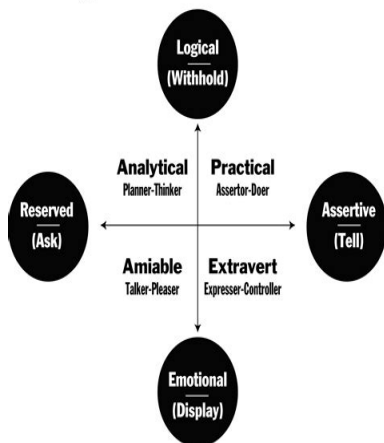 Logical
(Withhold)
Analytical Practical
Planner-Thinker Assertor-Doer
Reserved
(Ask)
Assertive
(Tell)
Amiable Extravert
Talker-Pleaser Expresser-Controller
Emotional
(Display)